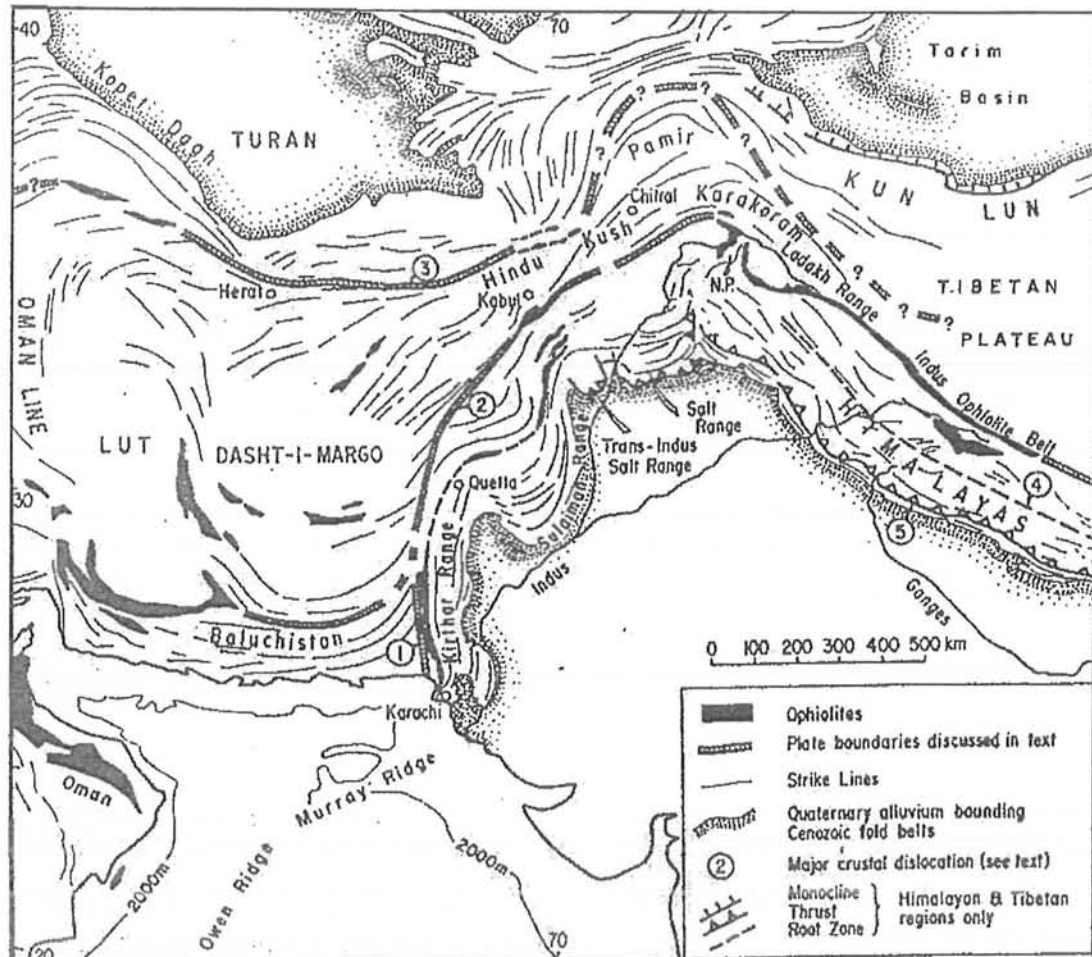 40
70
Tarim
Basin
Kopet
Dagh
TURAN
?
?
?
?
?
?
Pamir
KUN
LUN
Chitral
Karakoram
Kush
Hindu
3
Herat
Kabul
N.P.
Ladakh Range
TIBETAN
PLATEAU
?
?
OMAN LINE
2
Indus Ophiolite Belt
LUT
DASHT-I-MARGO
Salt
Range
Trans-Indus
Salt Range
Sulaiman Range
Quetta
MALAYAS
4
30
5
Kirthar Range
Indus
Ganges
Baluchistan
1
0 100 200 300 400 500 km
Karachi
Oman
Murray Ridge
2000m
2000m
Owen Ridge
20
70
Ophiolites
Plate boundaries discussed in text
Strike Lines
Quaternary alluvium bounding
Cenozoic fold belts
2
Major crustal dislocation (see text)
Monocline
Thrust
Root Zone
Himalayan & Tibetan
regions only